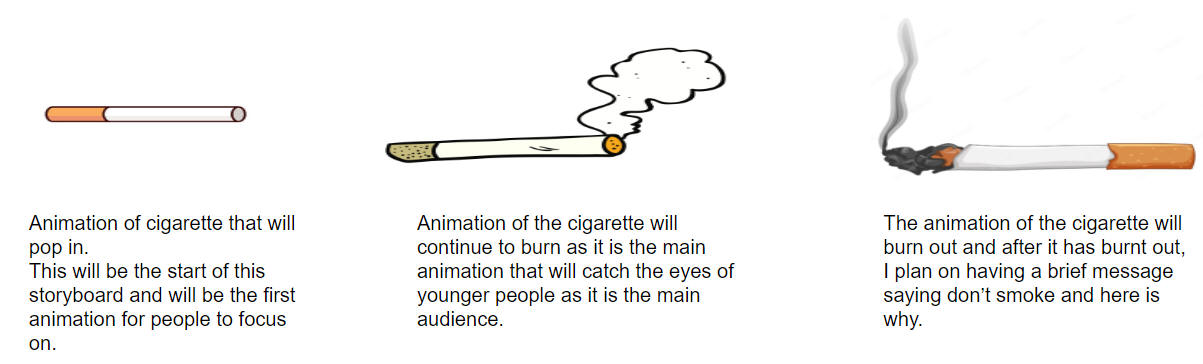 Animation of cigarette that will
pop in.
This will be the start of this
storyboard and will be the first
animation for people to focus
on.
Animation of the cigarette will
continue to burn as it is the main
animation that will catch the eyes of
younger people as it is the main
audience.
The animation of the cigarette will
burn out and after it has burnt out,
I plan on having a brief message
saying don’t smoke and here is
why.